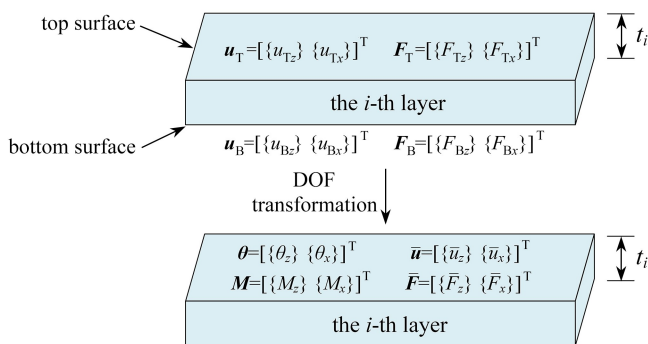 top surface
u_T=[{u_Tz} {u_Tx}]^T F_T=[{F_Tz} {F_Tx}]^T
t_i
the i-th layer
bottom surface
u_B=[{u_Bz} {u_Bx}]^T F_B=[{F_Bz} {F_Bx}]^T
DOF
transformation
θ=[{θ_z} {θ_x}]^T ū=[{ū_z} {ū_x}]^T
M=[{M_z} {M_x}]^T F̄=[{F̄_z} {F̄_x}]^T
t_i
the i-th layer